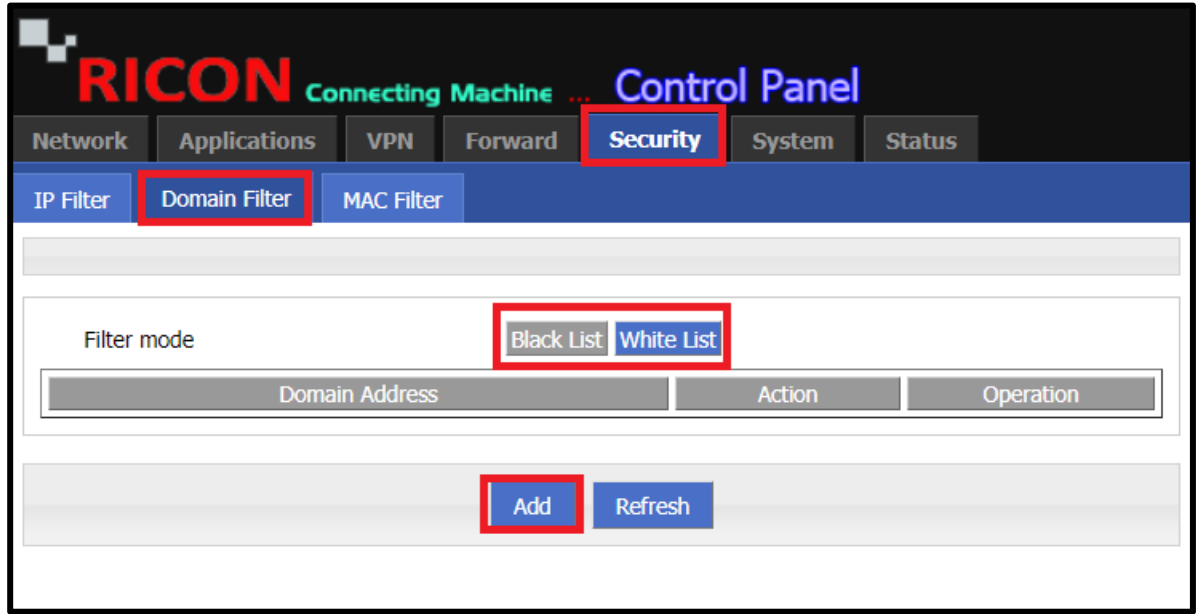 RICON Connecting Machine ... Control Panel
Network Applications VPN Forward Security System Status
IP Filter Domain Filter MAC Filter
Filter mode Black List White List
Domain Address Action Operation
Add Refresh